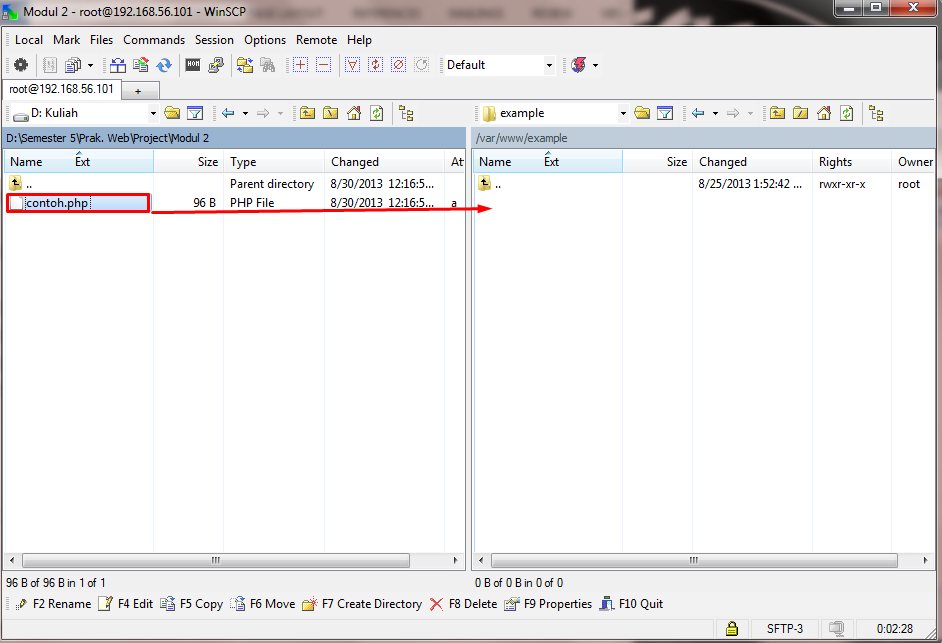 Modul 2 - root@192.168.56.101 - WinSCP
Local Mark Files Commands Session Options Remote Help
Default
root@192.168.56.101 +
D: Kuliah
example
D:\Semester 5\Prak. Web\Project\Modul 2
/var/www/example
Name Ext Size Type Changed At
.. Parent directory 8/30/2013 12:16:5...
contoh.php 96 B PHP File 8/30/2013 12:16:5... a
Name Ext Size Changed Rights Owner
.. 8/25/2013 1:52:42 ... rwxr-xr-x root
96 B of 96 B in 1 of 1
0 B of 0 B in 0 of 0
F2 Rename F4 Edit F5 Copy F6 Move F7 Create Directory F8 Delete F9 Properties F10 Quit
SFTP-3 0:02:28